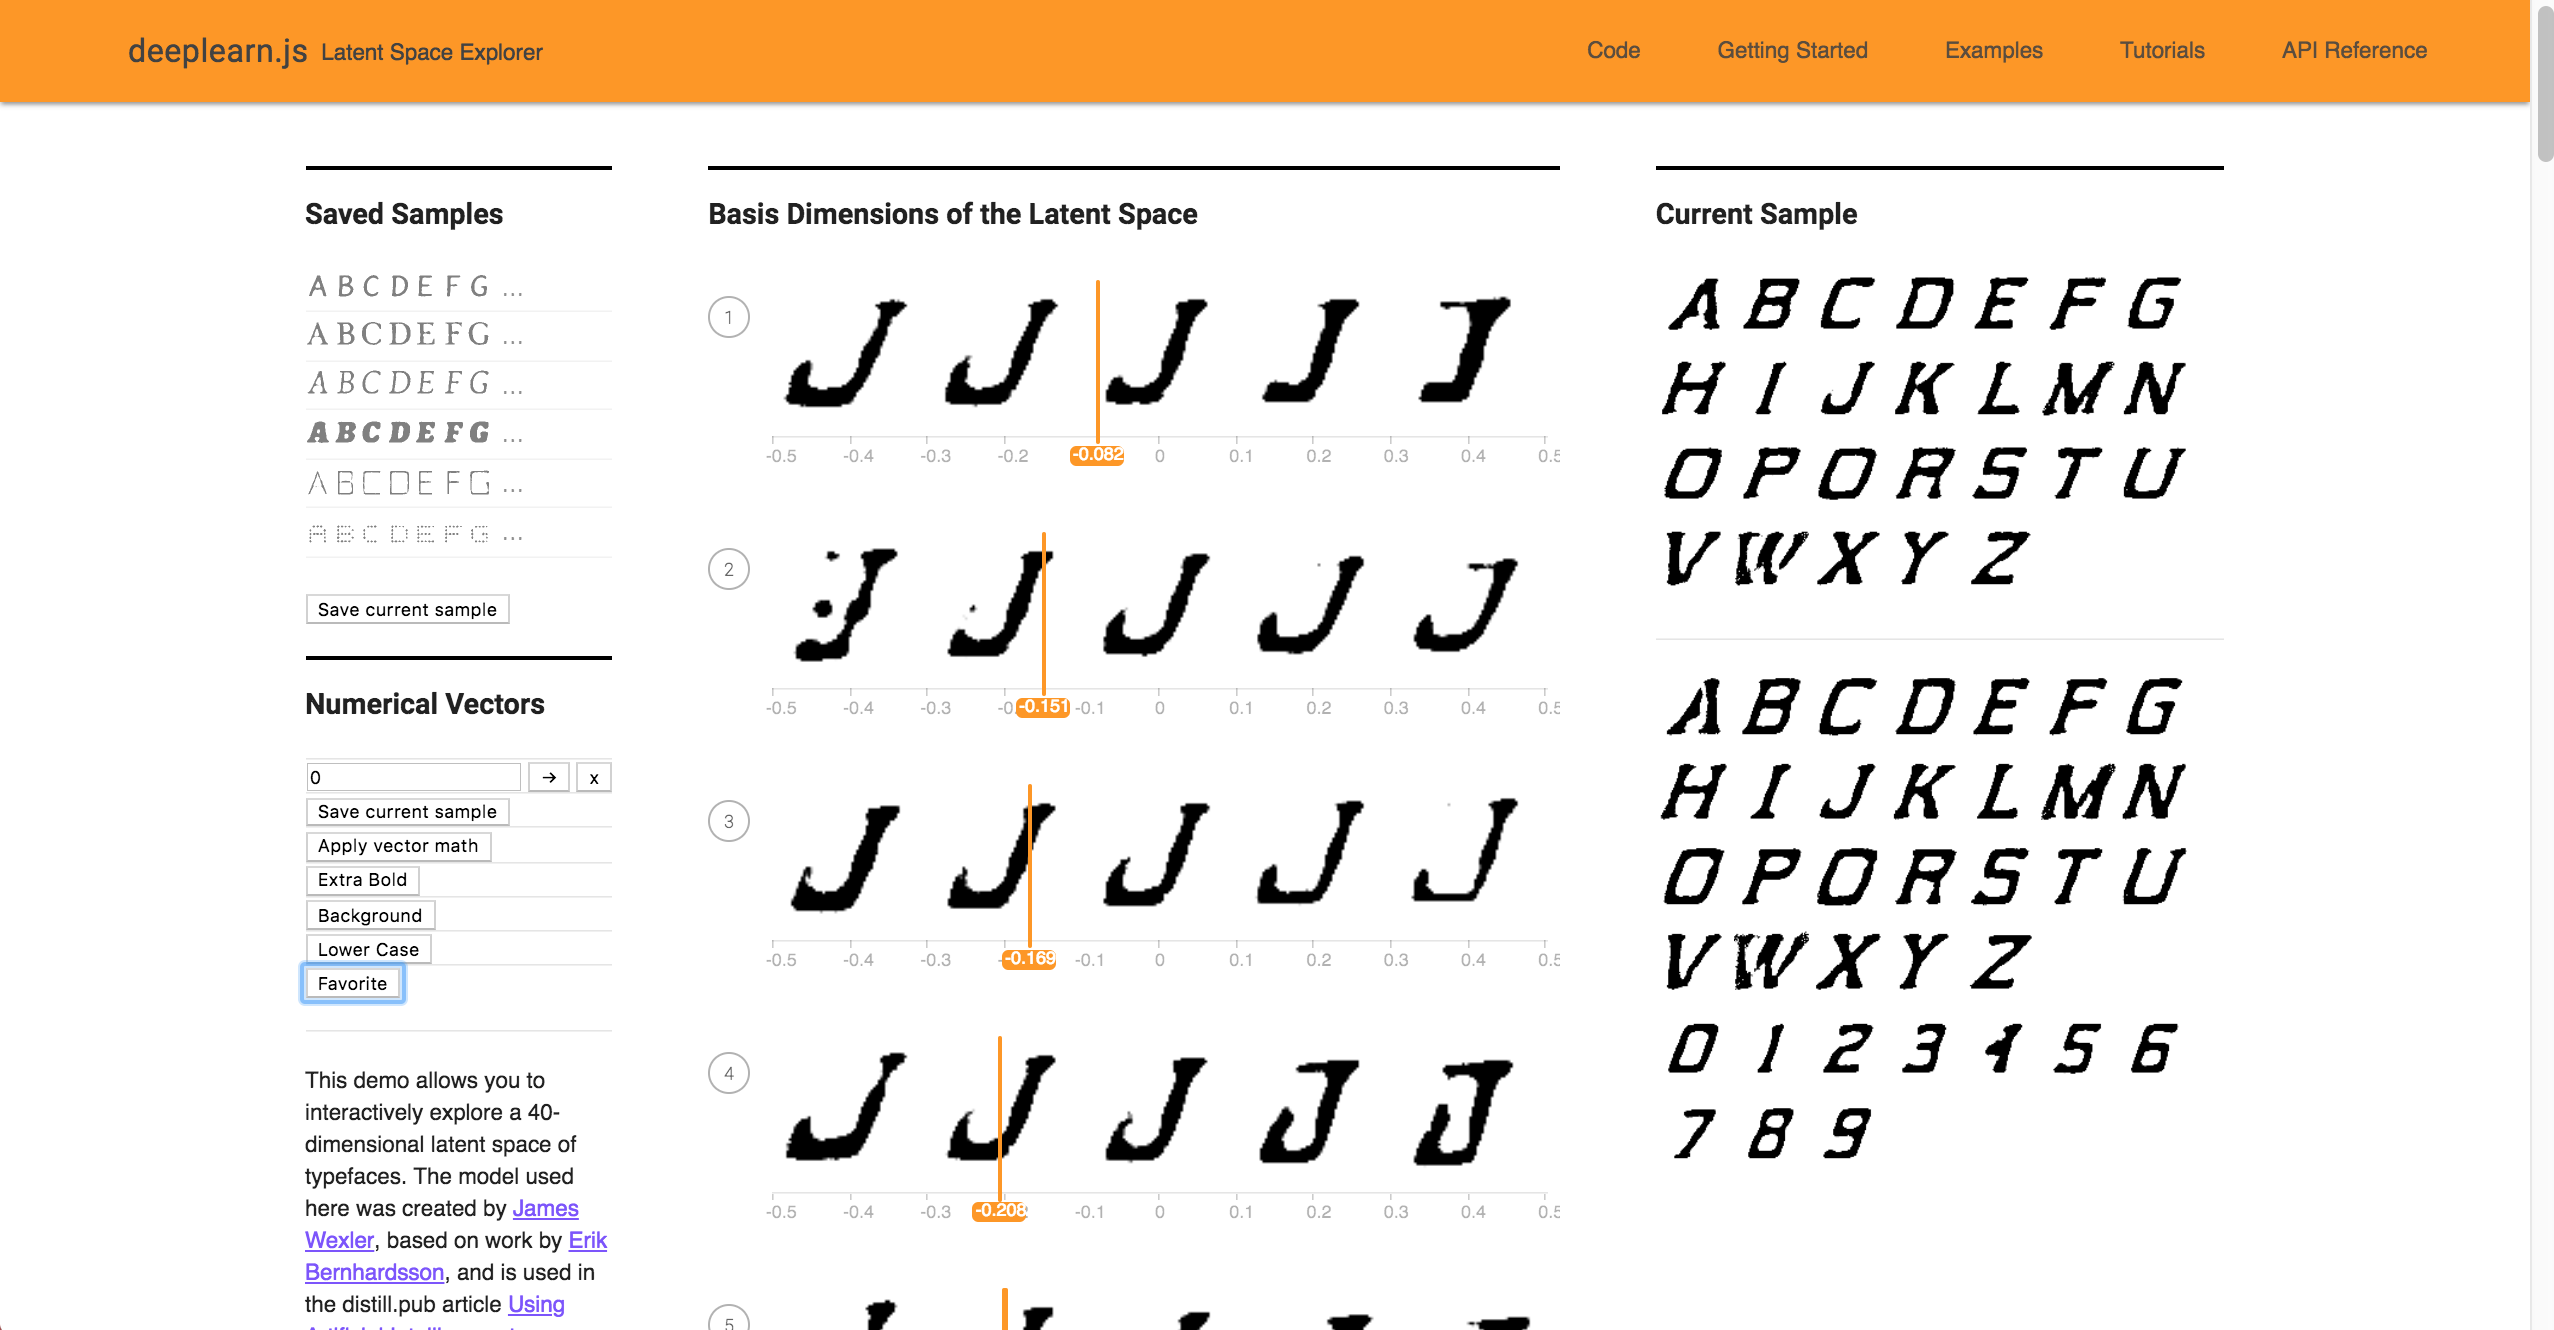 deeplearn.js Latent Space Explorer
Code Getting Started Examples Tutorials API Reference
Saved Samples
A B C D E F G ...
A B C D E F G ...
A B C D E F G ...
A B C D E F G ...
A B C D E F G ...
A B C D E F G ...
Save current sample
Numerical Vectors
0 → x
Save current sample
Apply vector math
Extra Bold
Background
Lower Case
Favorite
This demo allows you to
interactively explore a 40-
dimensional latent space of
typefaces. The model used
here was created by James
Wexler, based on work by Erik
Bernhardsson, and is used in
the distill.pub article Using
Basis Dimensions of the Latent Space
1
J J J J J
-0.5 -0.4 -0.3 -0.2 -0.082 0 0.1 0.2 0.3 0.4 0.5
2
J J J J J
-0.5 -0.4 -0.3 -0.151 -0.1 0 0.1 0.2 0.3 0.4 0.5
3
J J J J J
-0.5 -0.4 -0.3 -0.169 -0.1 0 0.1 0.2 0.3 0.4 0.5
4
J J J J J
-0.5 -0.4 -0.3 -0.208 -0.1 0 0.1 0.2 0.3 0.4 0.5
5
Current Sample
A B C D E F G
H I J K L M N
O P O R S T U
V W X Y Z
A B C D E F G
H I J K L M N
O P O R S T U
V W X Y Z
0 1 2 3 4 5 6
7 8 9